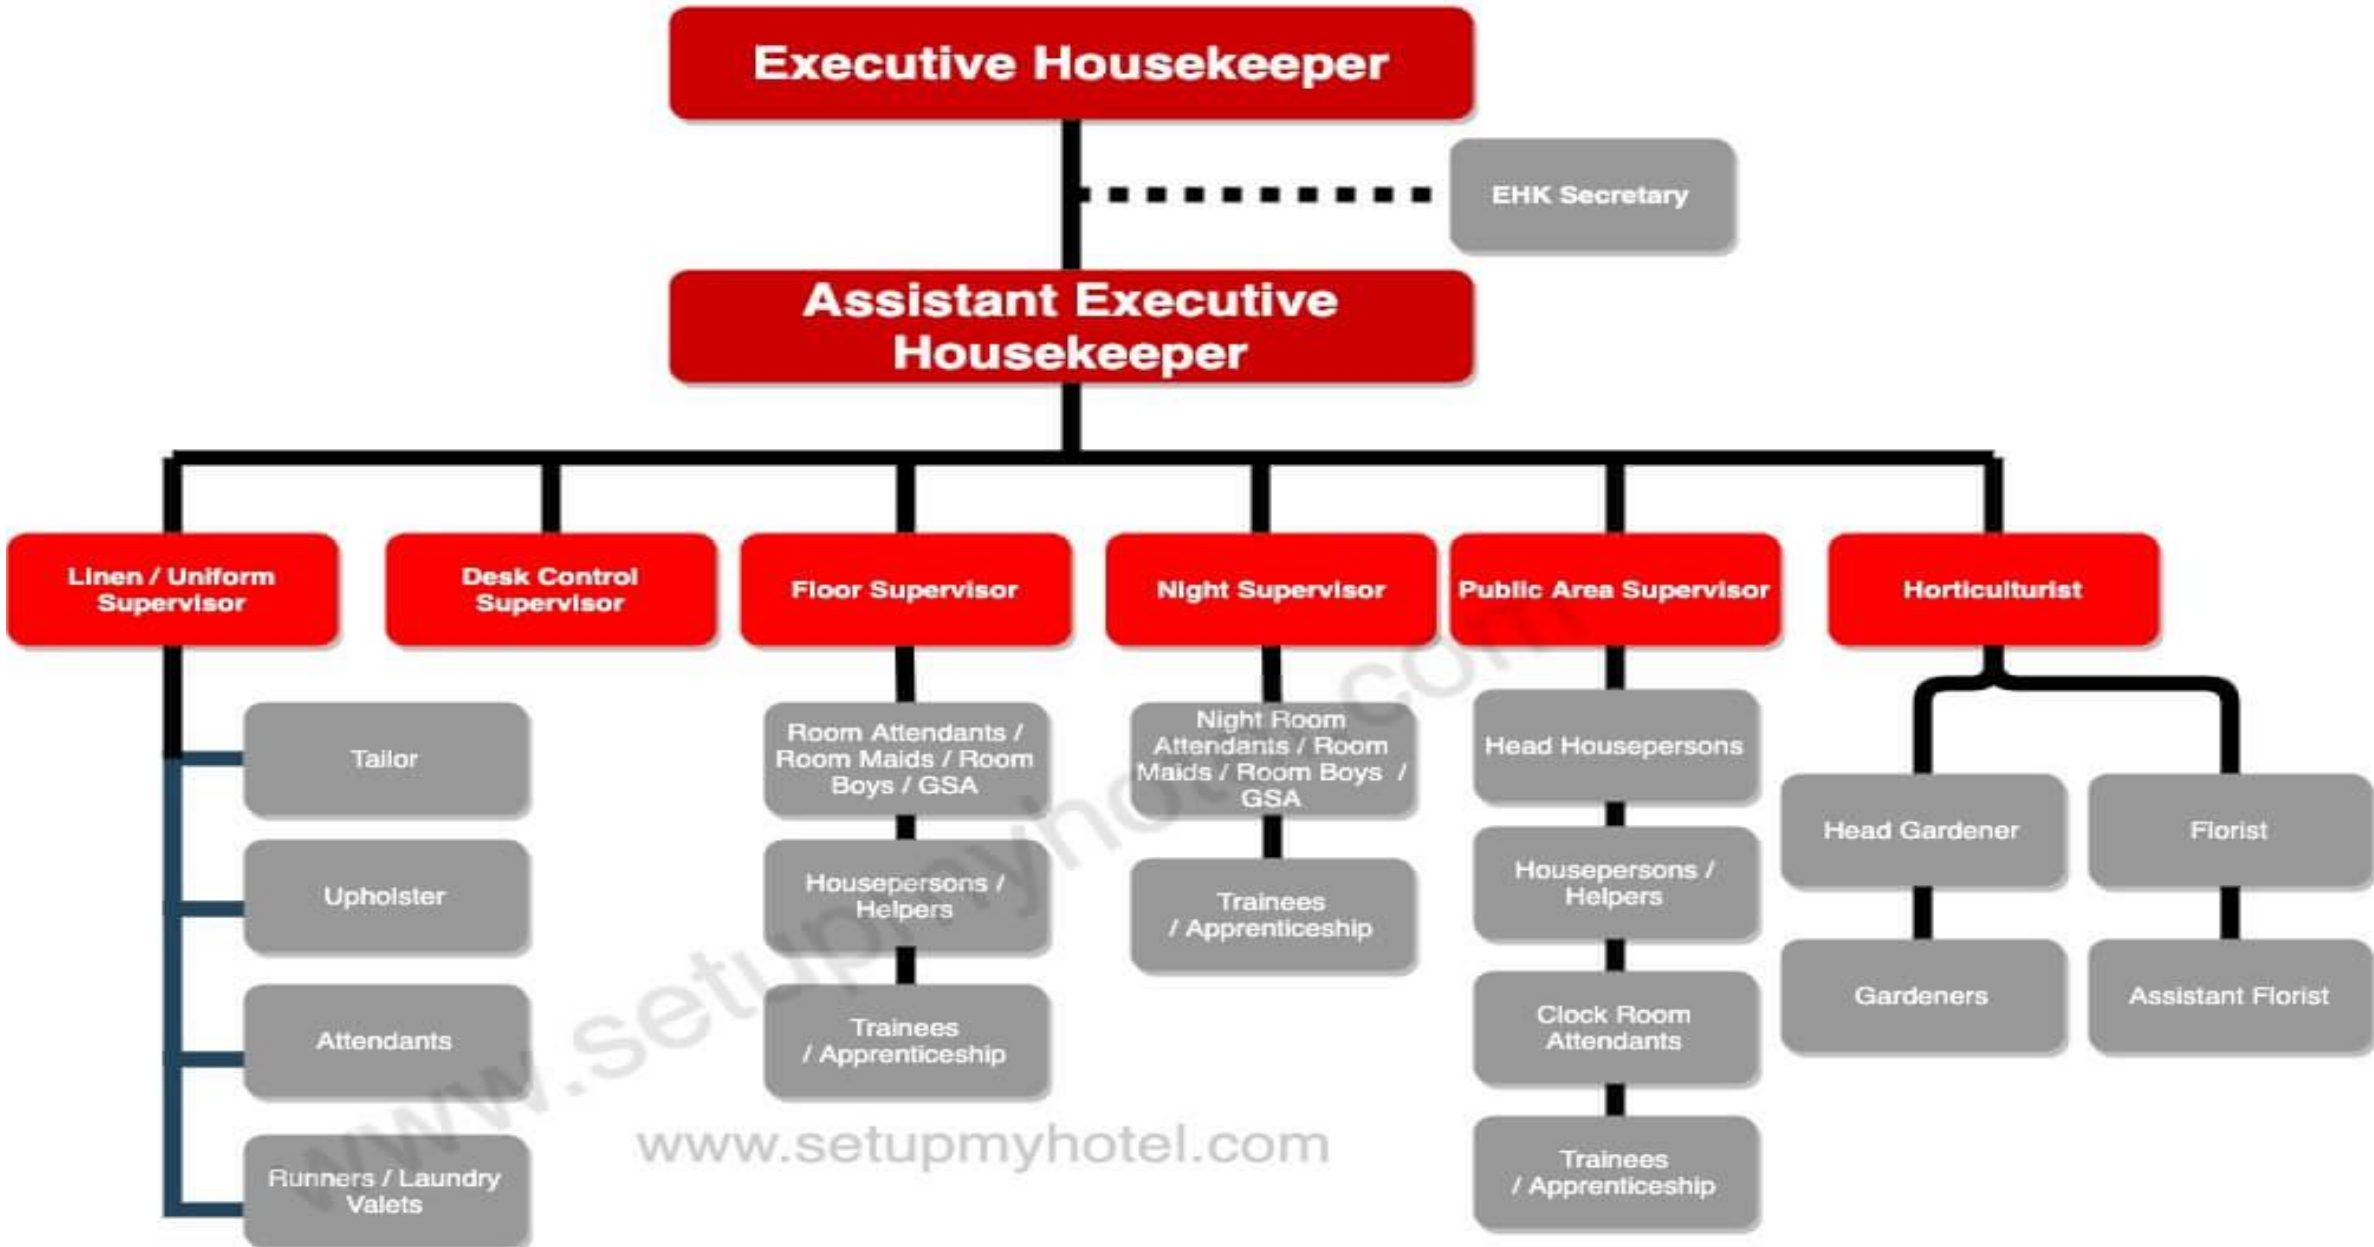 Executive Housekeeper
EHK Secretary
Assistant Executive
Housekeeper
Linen / Uniform
Supervisor
Desk Control
Supervisor
Floor Supervisor
Night Supervisor
Public Area Supervisor
Horticulturist
Tailor
Upholster
Attendants
Runners / Laundry
Valets
Room Attendants /
Room Maids / Room
Boys / GSA
Housepersons /
Helpers
Trainees
/ Apprenticeship
Night Room
Attendants / Room
Maids / Room Boys /
GSA
Trainees
/ Apprenticeship
Head Housepersons
Housepersons /
Helpers
Clock Room
Attendants
Trainees
/ Apprenticeship
Head Gardener
Gardeners
Florist
Assistant Florist
www.setupmyhotel.com
www.setupmyhotel.com